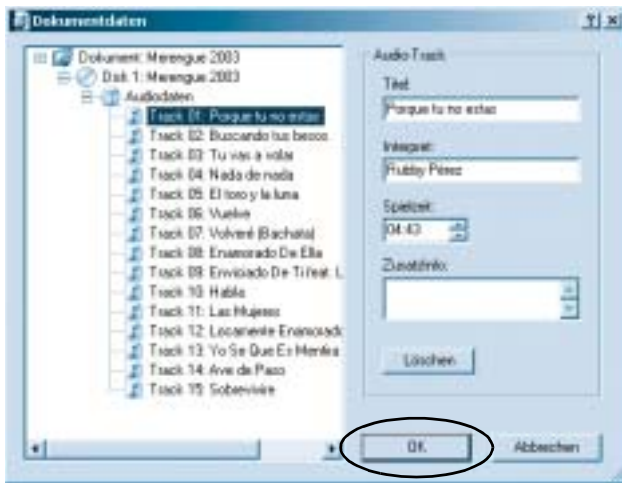 Dokumentdaten
Dokument: Merengue 2003
Disk 1: Merengue 2003
Audiodaten
Track 01: Porque tu no estas
Track 02: Buscando tus besos
Track 03: Tu vas a volar
Track 04: Nada de nada
Track 05: El toro y la luna
Track 06: Vuelve
Track 07: Volveré (Bachata)
Track 08: Enamorado De Ella
Track 09: Enviciado De Ti feat. L
Track 10: Habla
Track 11: Las Mujeres
Track 12: Locamente Enamorado
Track 13: Yo Se Que Es Mentira
Track 14: Ave de Paso
Track 15: Sobrevivire
Audio-Track
Titel:
Porque tu no estas
Interpret:
Rubby Pérez
Spielzeit:
04:43
Zusatzinfo:
Löschen
OK
Abbrechen